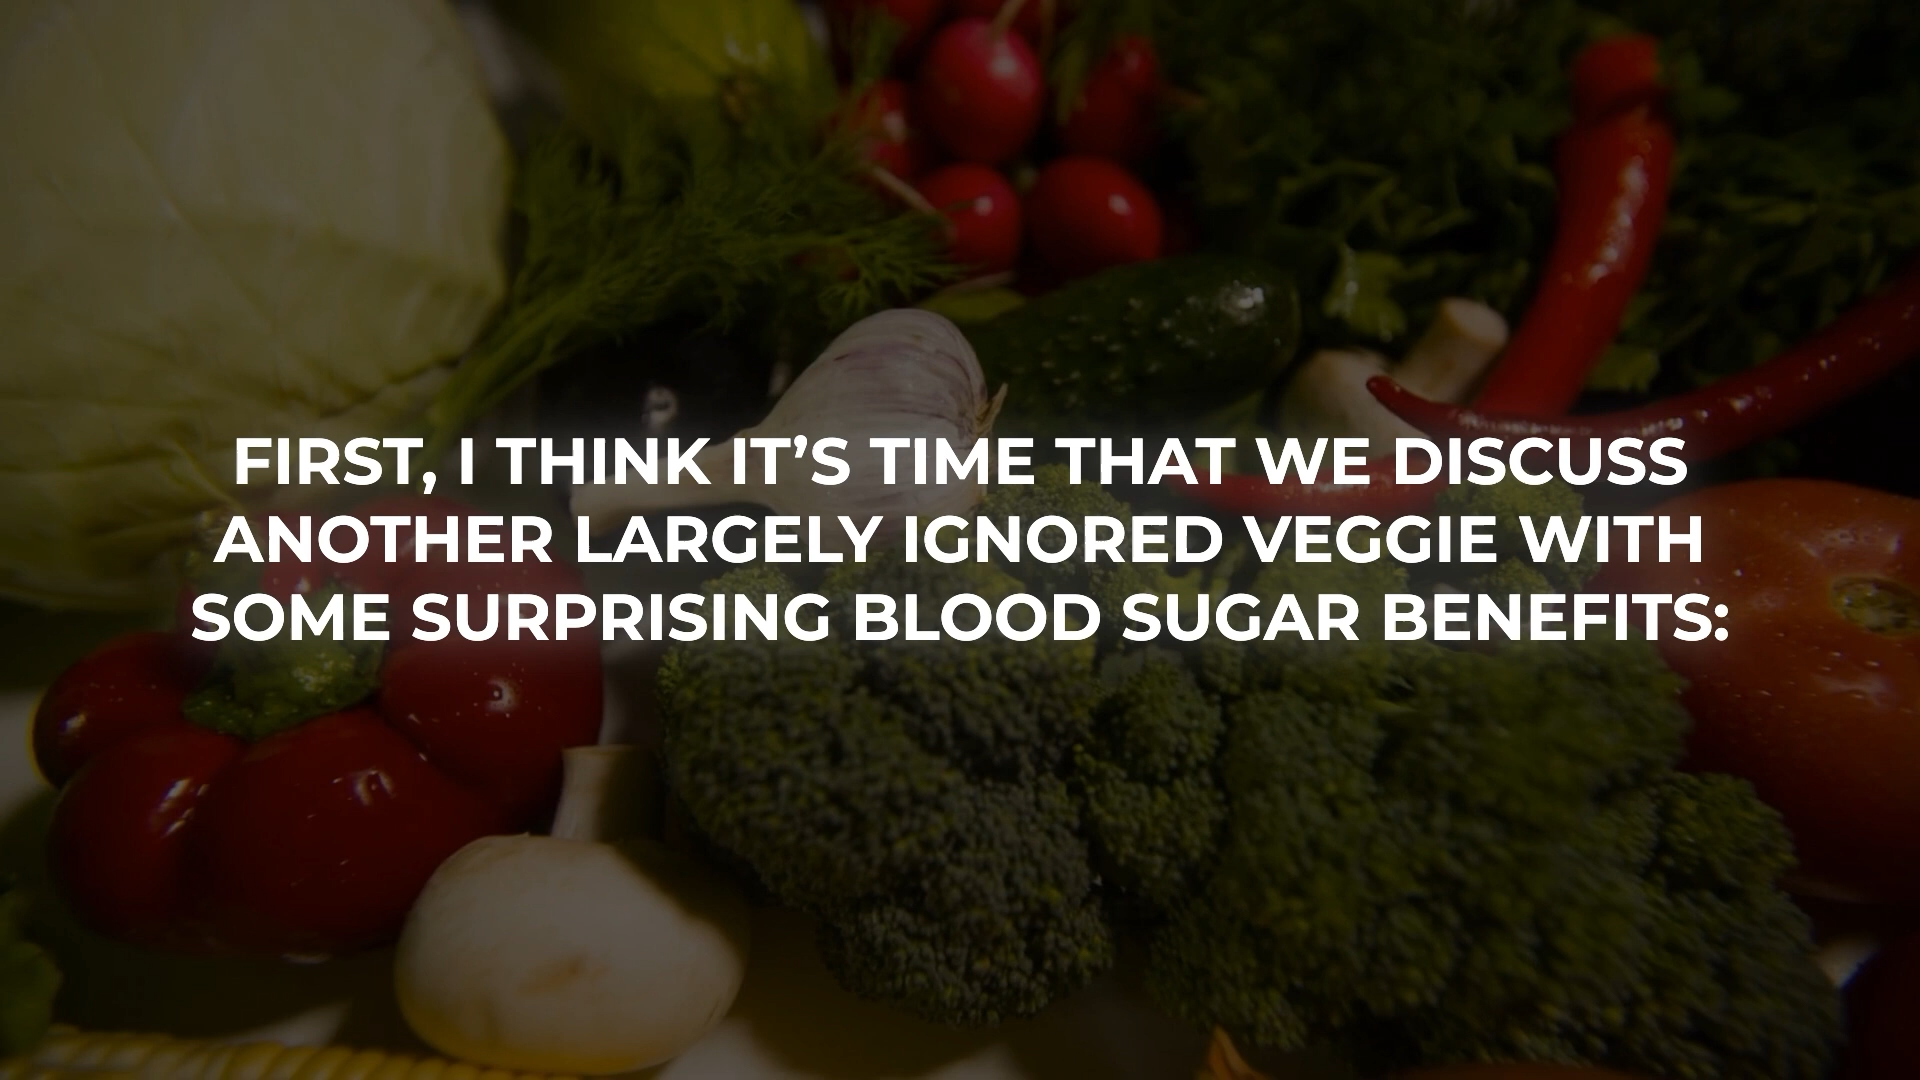 FIRST, I THINK IT’S TIME THAT WE DISCUSS
ANOTHER LARGELY IGNORED VEGGIE WITH
SOME SURPRISING BLOOD SUGAR BENEFITS: